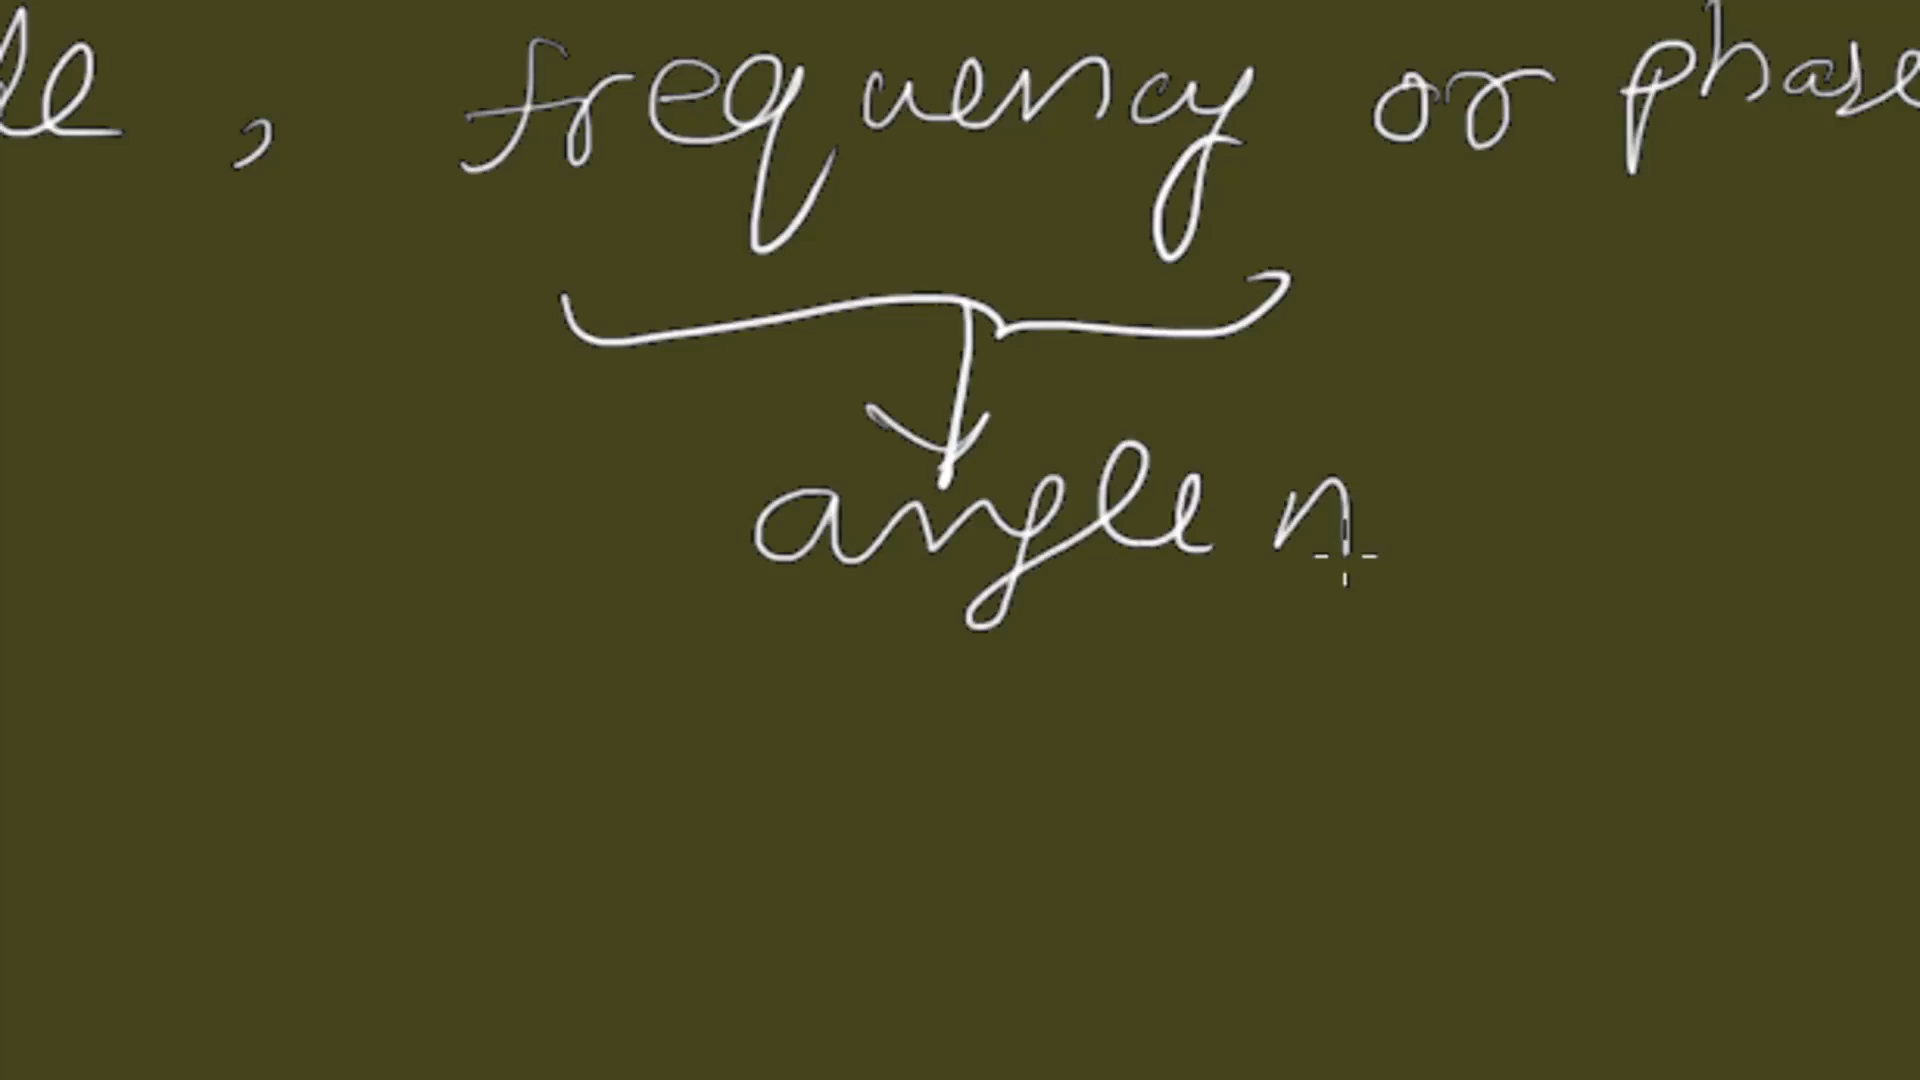 , frequency or phase
angle n